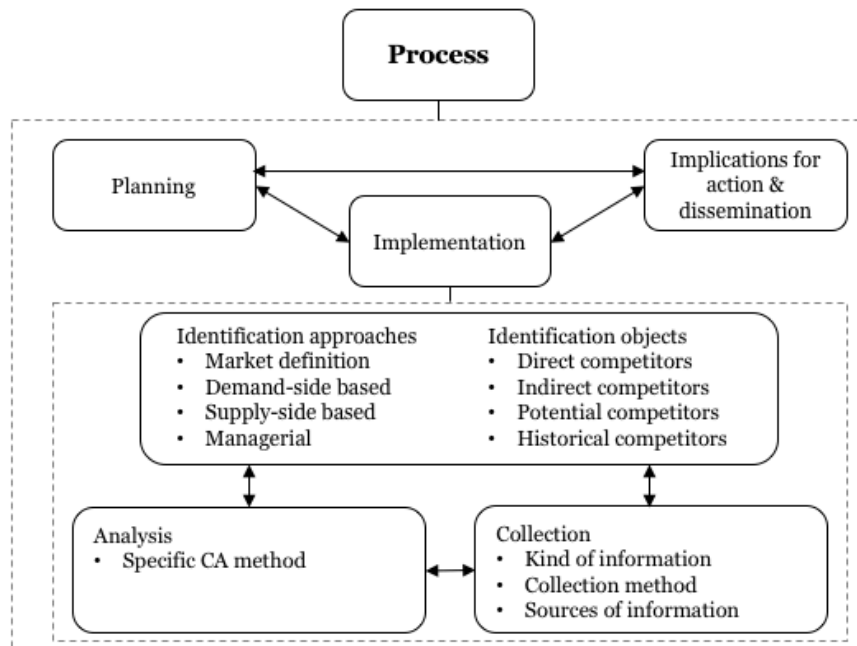 Process
Planning
Implications for
action &
dissemination
Implementation
Identification approaches
• Market definition
• Demand-side based
• Supply-side based
• Managerial
Identification objects
• Direct competitors
• Indirect competitors
• Potential competitors
• Historical competitors
Analysis
• Specific CA method
Collection
• Kind of information
• Collection method
• Sources of information